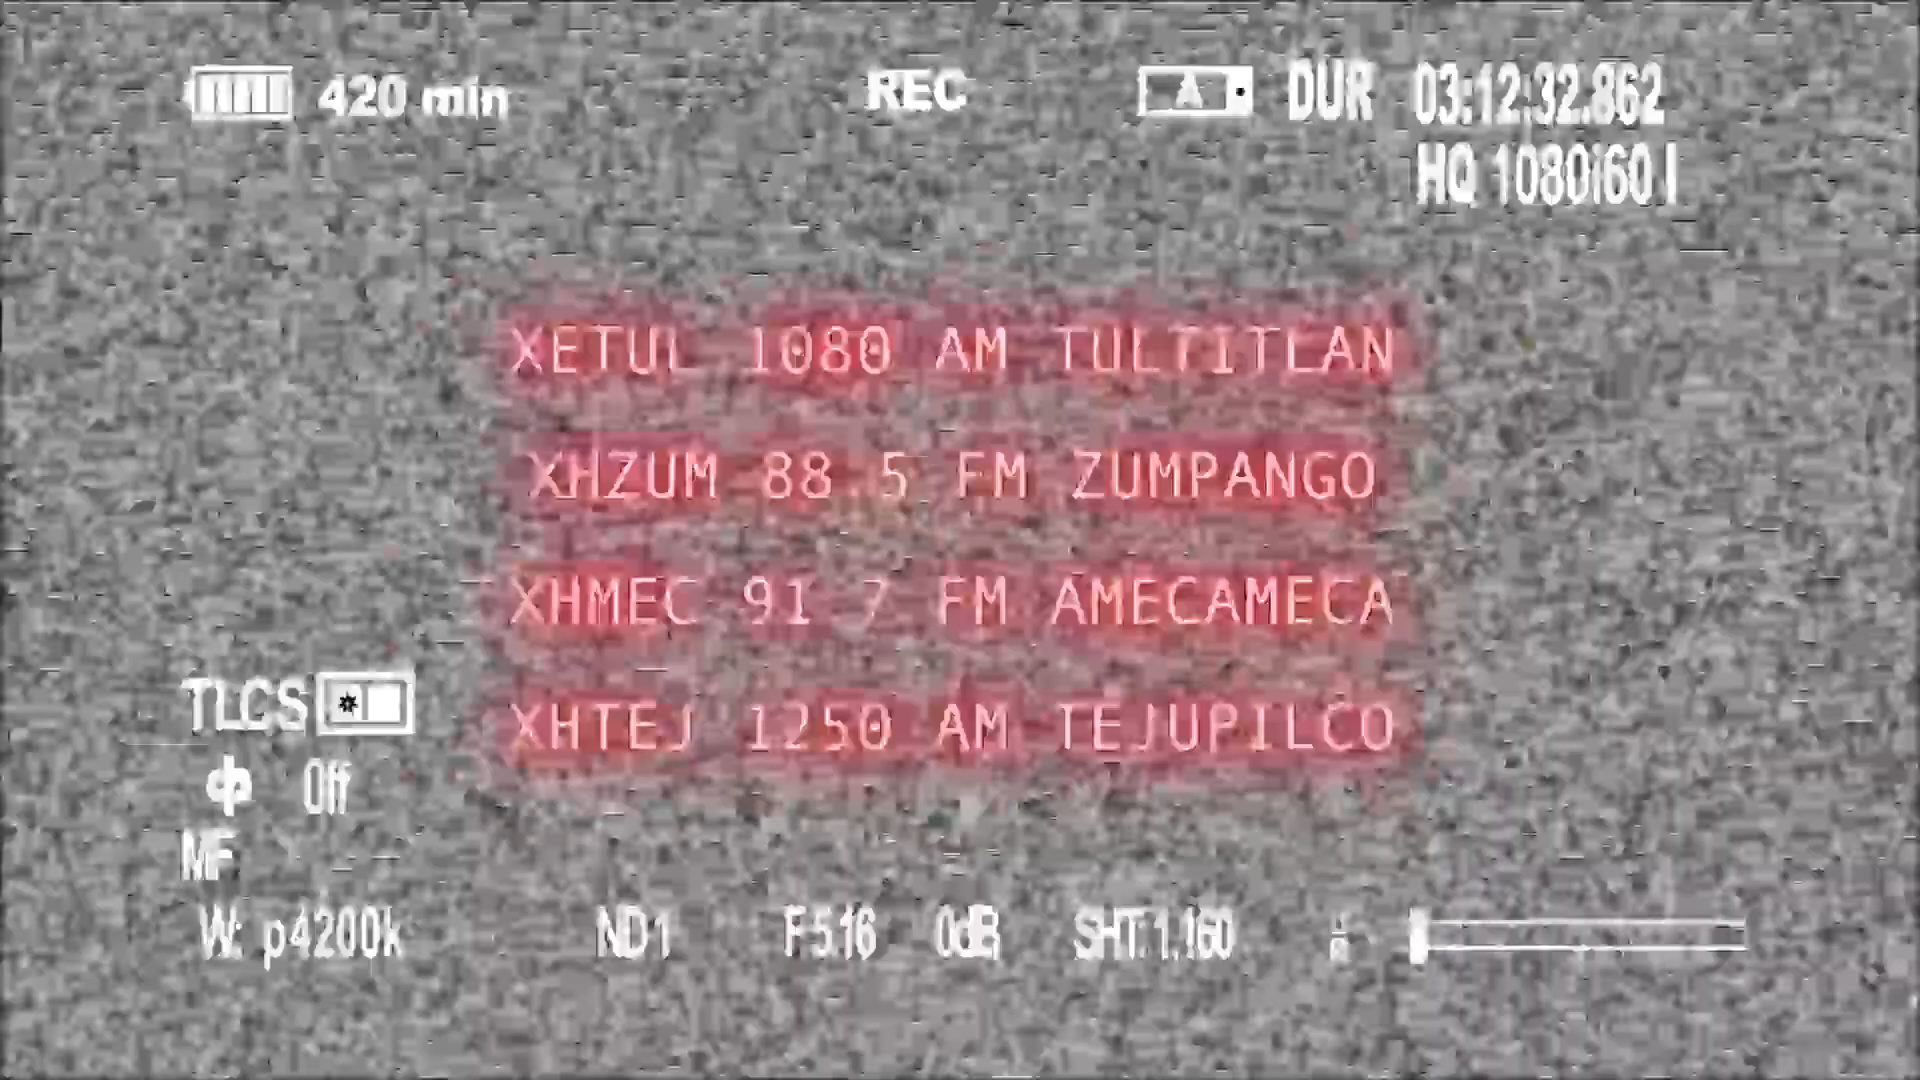 420 min REC A DUR 03:12:32.862
HQ 1080i60 I
XETUL 1080 AM TULTITLAN
XHZUM 88.5 FM ZUMPANGO
XHMEC 91 7 FM AMECAMECA
XHTEJ 1250 AM TEJUPILCO
TLCS
Off
MF
W: p4200k ND1 F5.16 0dB SHT.1.160